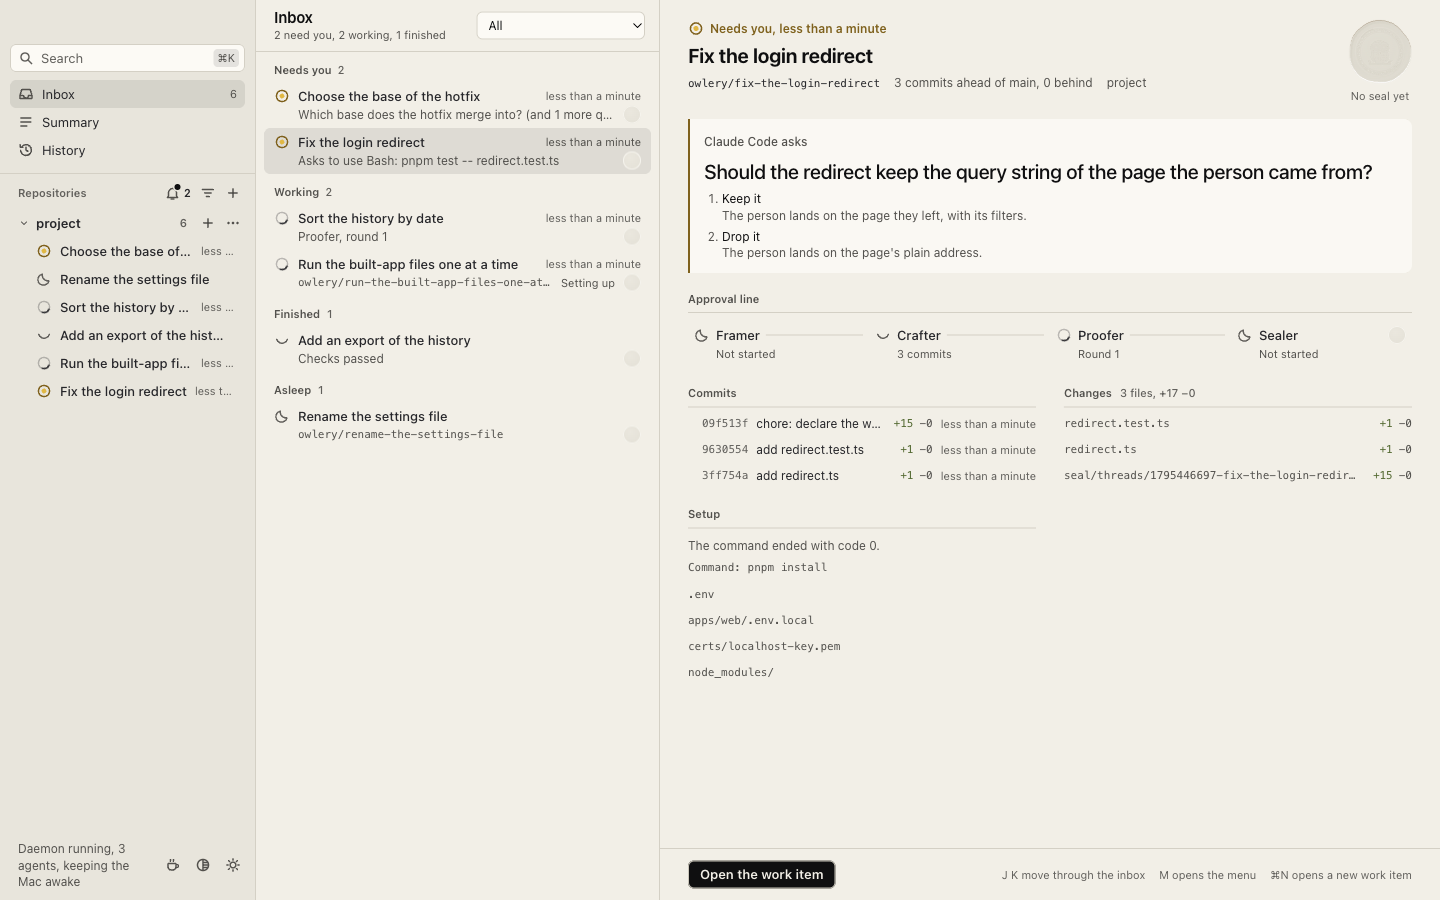 Search ⌘K
Inbox 6
Summary
History
Repositories 2
project 6
Choose the base of... less ...
Rename the settings file
Sort the history by ... less ...
Add an export of the hist...
Run the built-app fi... less ...
Fix the login redirect less t...
Daemon running, 3
agents, keeping the
Mac awake
Inbox
2 need you, 2 working, 1 finished
All
Needs you 2
Choose the base of the hotfix less than a minute
Which base does the hotfix merge into? (and 1 more q...
Fix the login redirect less than a minute
Asks to use Bash: pnpm test -- redirect.test.ts
Working 2
Sort the history by date less than a minute
Proofer, round 1
Run the built-app files one at a time less than a minute
owlery/run-the-built-app-files-one-at... Setting up
Finished 1
Add an export of the history
Checks passed
Asleep 1
Rename the settings file
owlery/rename-the-settings-file
Needs you, less than a minute
Fix the login redirect
owlery/fix-the-login-redirect 3 commits ahead of main, 0 behind project
No seal yet
Claude Code asks
Should the redirect keep the query string of the page the person came from?
1. Keep it
The person lands on the page they left, with its filters.
2. Drop it
The person lands on the page's plain address.
Approval line
Framer Crafter Proofer Sealer
Not started 3 commits Round 1 Not started
Commits
09f513f chore: declare the w... +15 −0 less than a minute
9630554 add redirect.test.ts +1 −0 less than a minute
3ff754a add redirect.ts +1 −0 less than a minute
Changes 3 files, +17 −0
redirect.test.ts +1 −0
redirect.ts +1 −0
seal/threads/1795446697-fix-the-login-redir... +15 −0
Setup
The command ended with code 0.
Command: pnpm install
.env
apps/web/.env.local
certs/localhost-key.pem
node_modules/
Open the work item
J K move through the inbox M opens the menu ⌘N opens a new work item